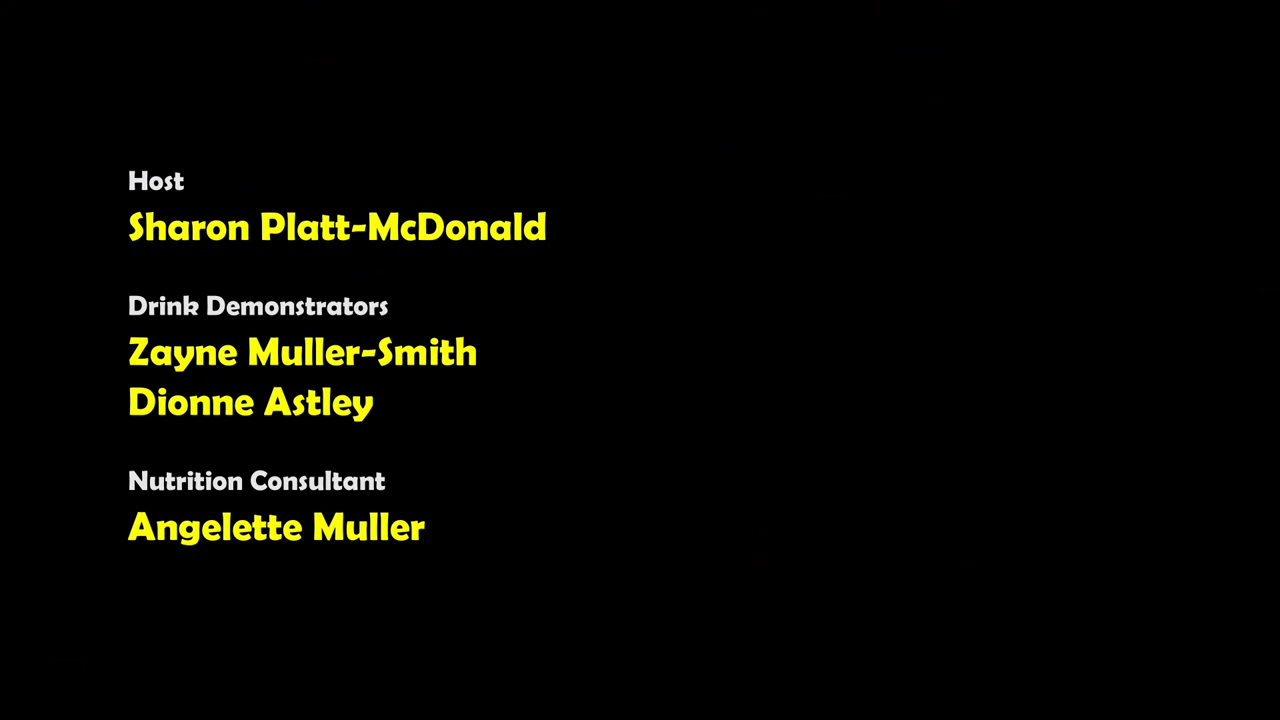 Host
Sharon Platt-McDonald
Drink Demonstrators
Zayne Muller-Smith
Dionne Astley
Nutrition Consultant
Angelette Muller